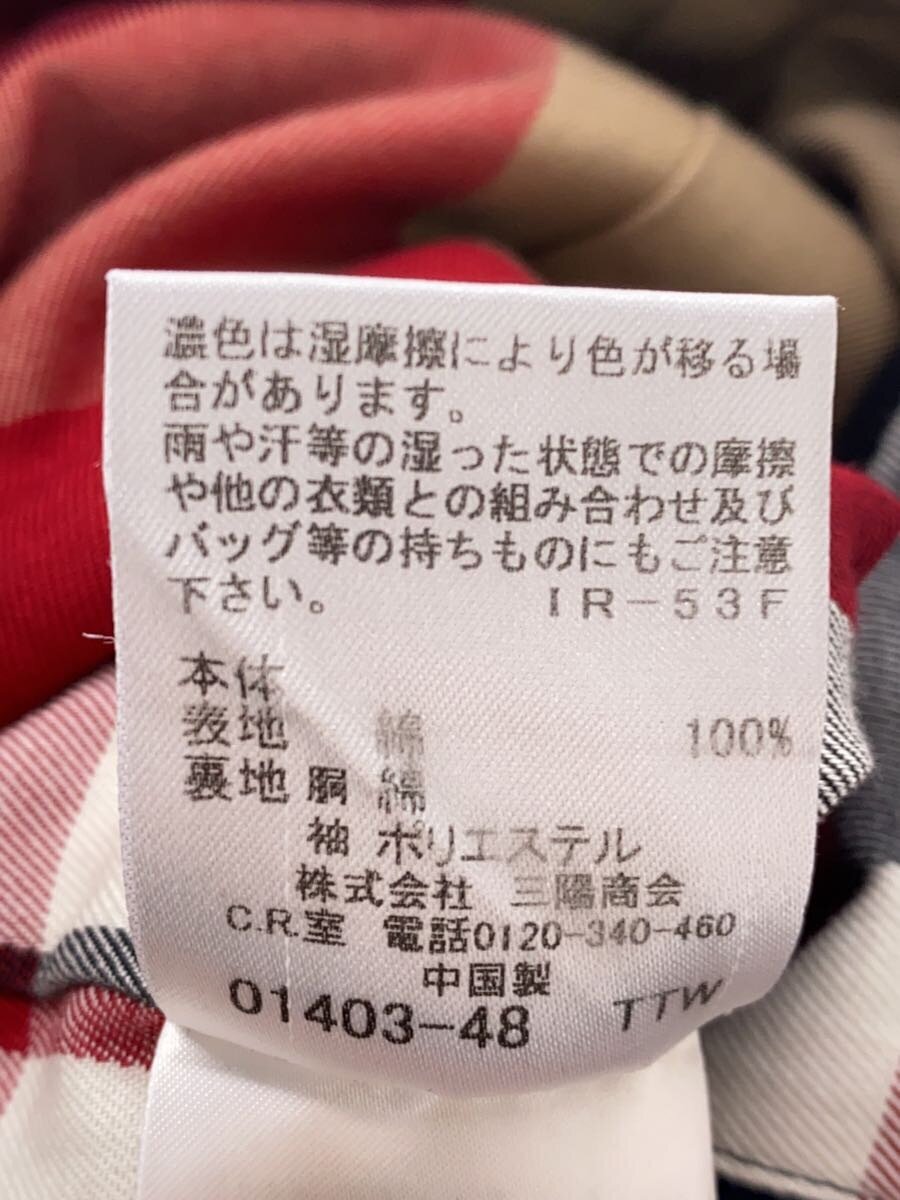 濃色は湿摩擦により色が移る場
合があります。
雨や汗等の湿った状態での摩擦
や他の衣類との組み合わせ及び
バッグ等の持ちものにもご注意
下さい。 IR-53F
本体
表地 綿 100%
裏地 胴 綿
袖 ポリエステル
株式会社 三陽商会
C.R.室 電話0120-340-460
中国製
01403-48 TTW